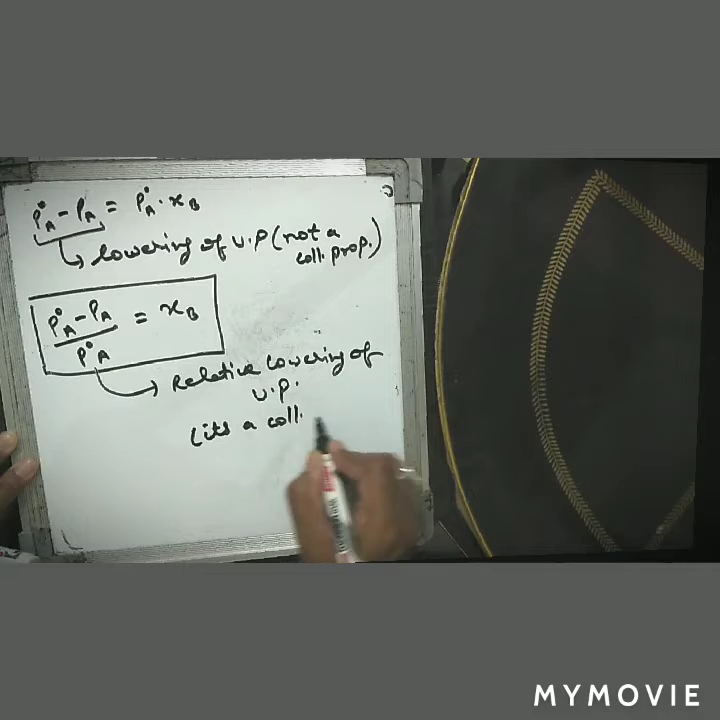 P°A - PA = P°A · xB
↳ Lowering of v.p (not a
coll. prop.)
P°A - PA / P°A = xB
→ Relative Lowering of
v.p.
(its a coll.
MYMOVIE